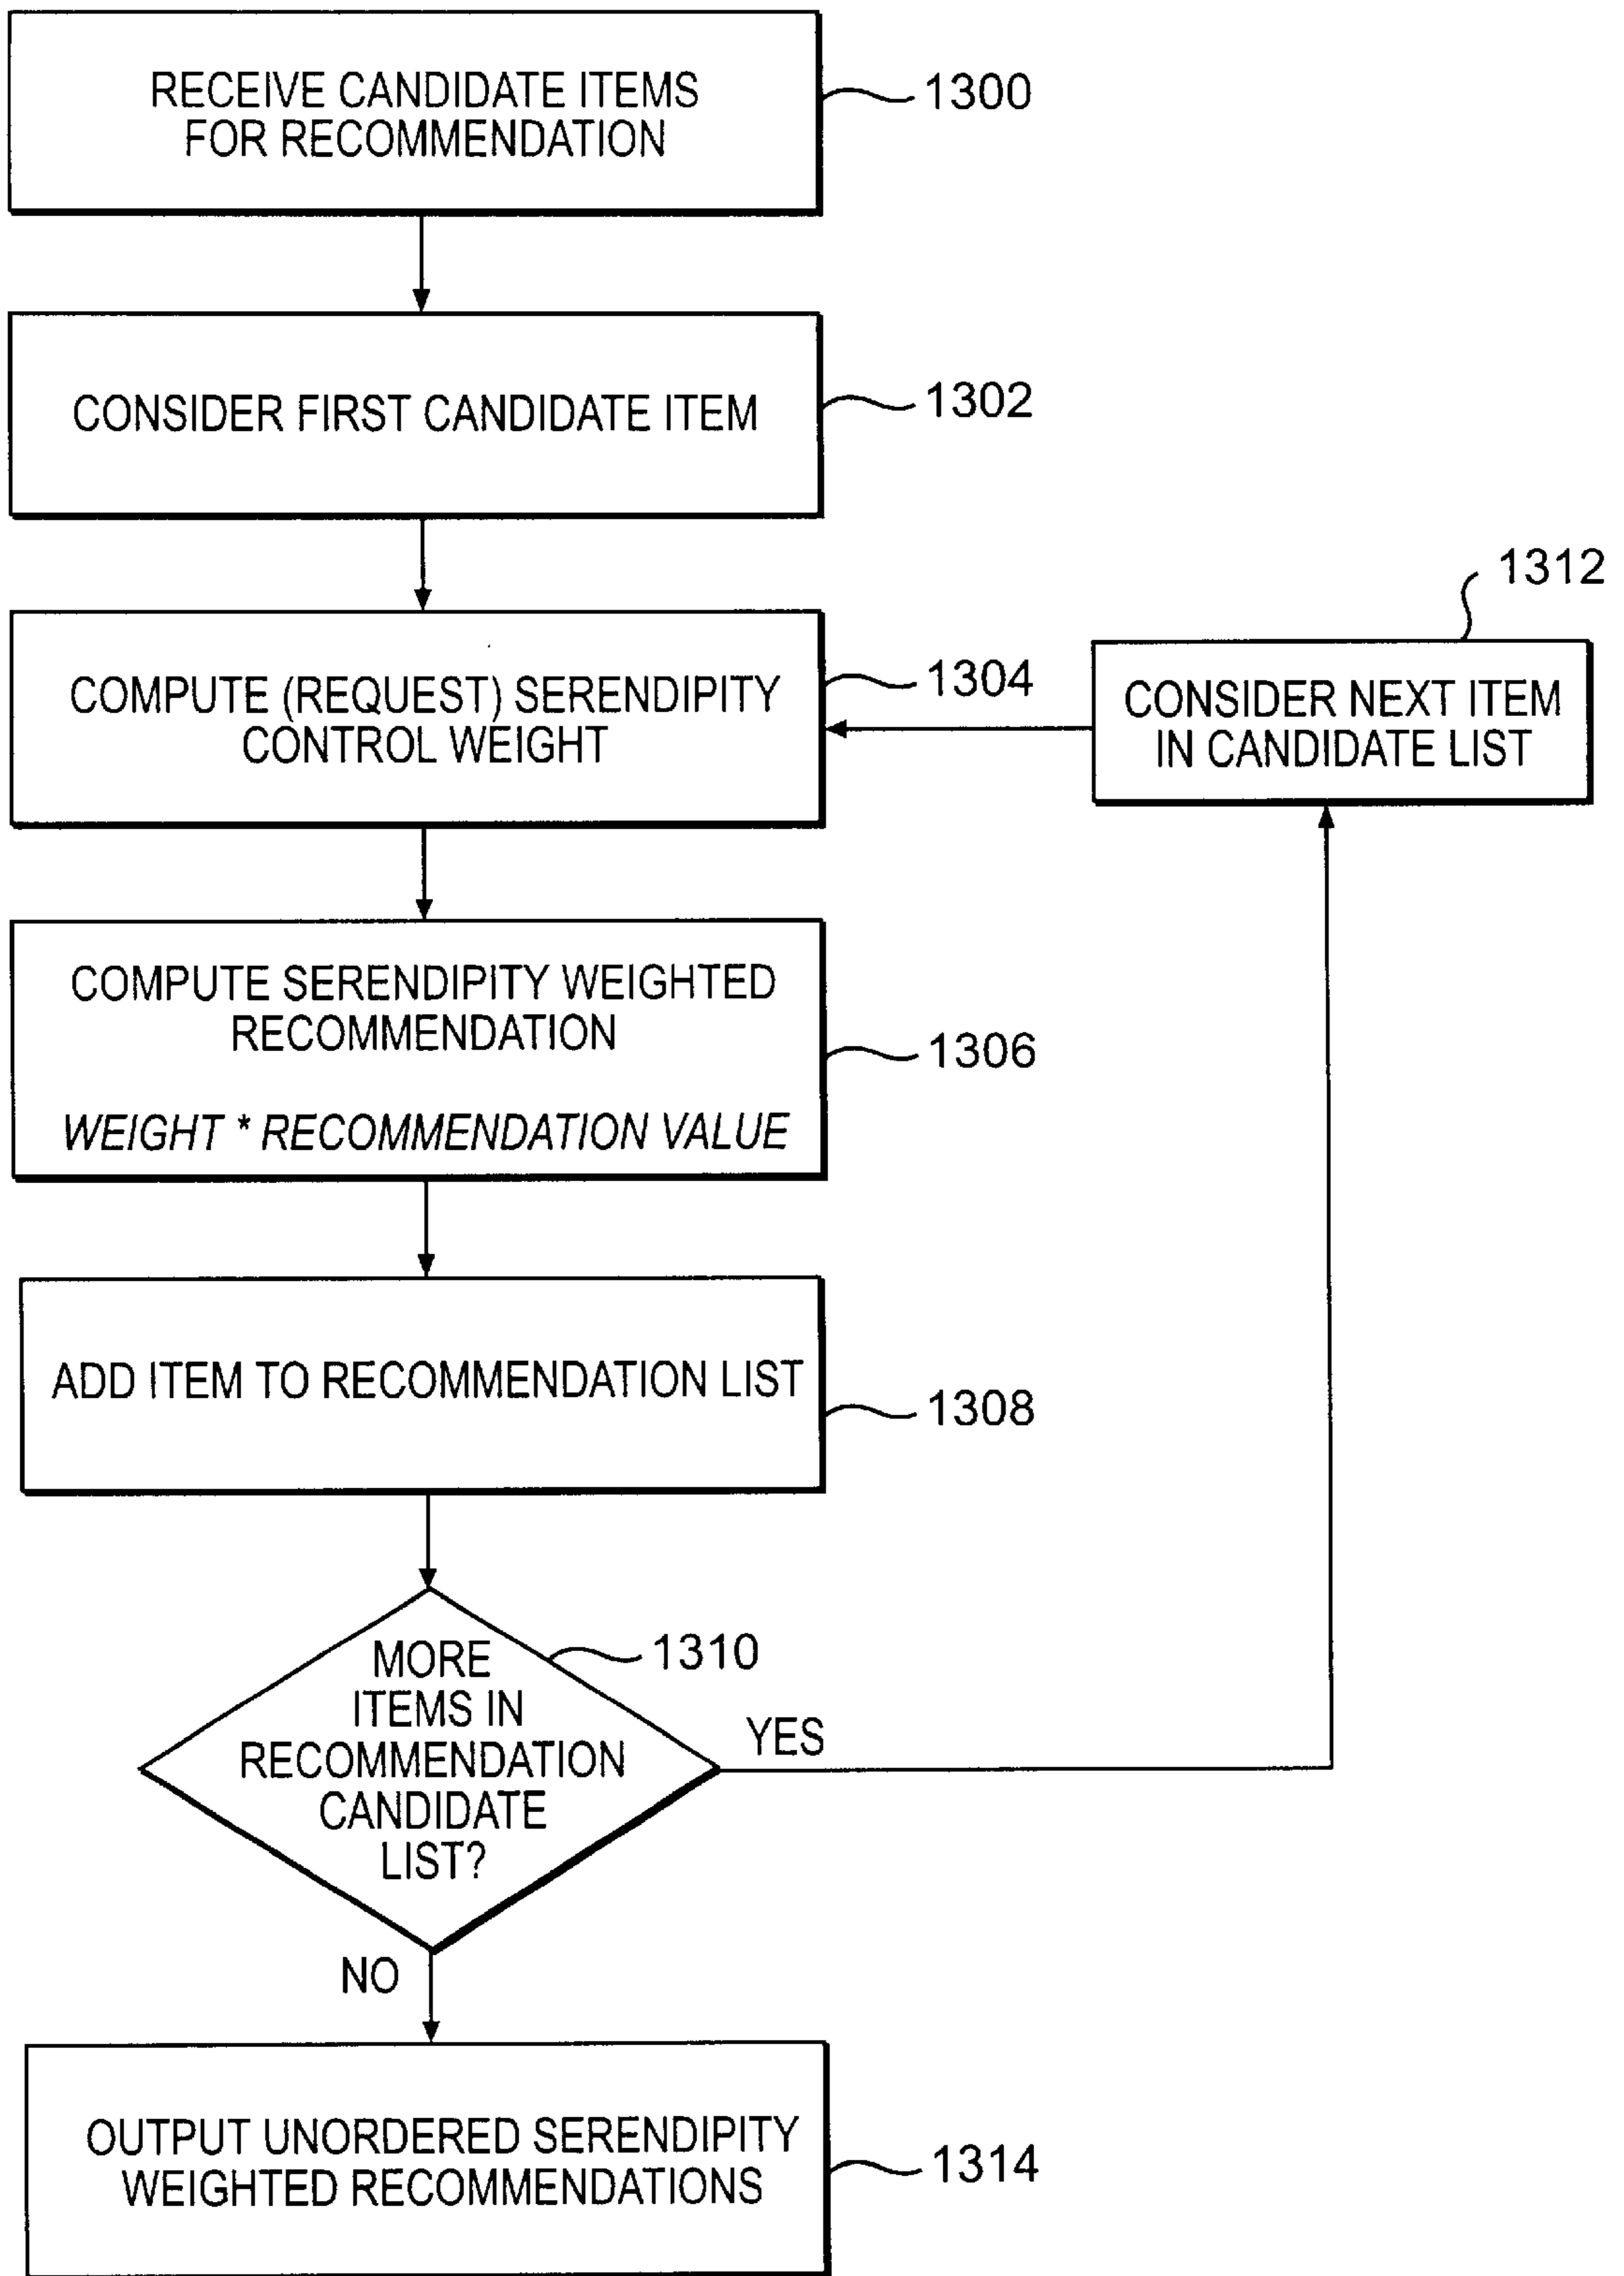 RECEIVE CANDIDATE ITEMS
FOR RECOMMENDATION
1300
CONSIDER FIRST CANDIDATE ITEM
1302
COMPUTE (REQUEST) SERENDIPITY
CONTROL WEIGHT
1304
1312
CONSIDER NEXT ITEM
IN CANDIDATE LIST
COMPUTE SERENDIPITY WEIGHTED
RECOMMENDATION
WEIGHT * RECOMMENDATION VALUE
1306
ADD ITEM TO RECOMMENDATION LIST
1308
MORE
ITEMS IN
RECOMMENDATION
CANDIDATE
LIST?
1310
YES
NO
OUTPUT UNORDERED SERENDIPITY
WEIGHTED RECOMMENDATIONS
1314